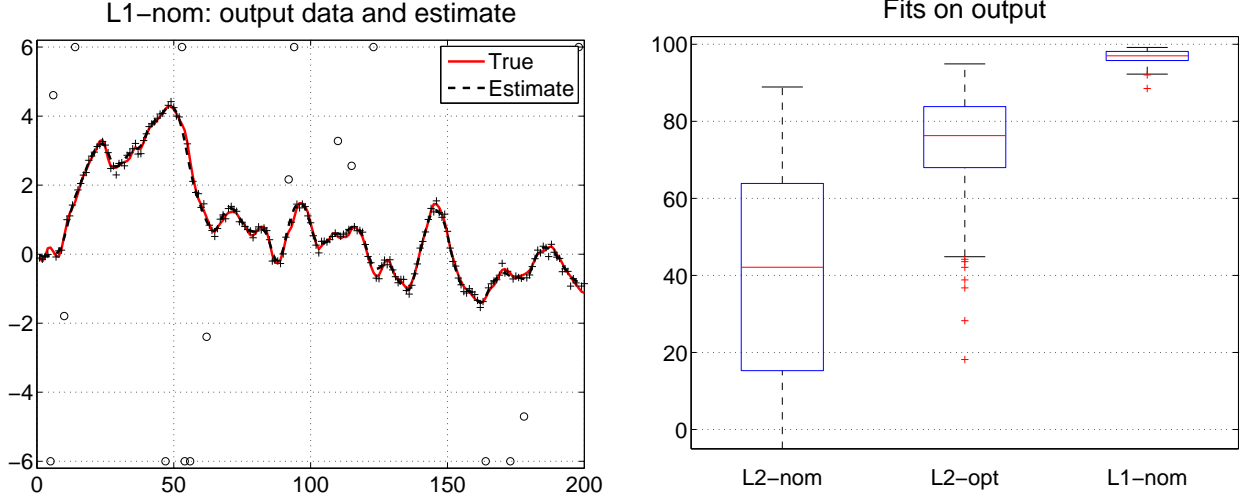 L1−nom: output data and estimate
6
4
2
0
−2
−4
−6
0
50
100
150
200
True
Estimate
Fits on output
100
80
60
40
20
0
L2−nom
L2−opt
L1−nom